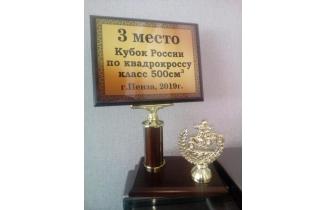 3 место
Кубок России
по квадрокроссу
класс 500см³
г.Пенза, 2019г.